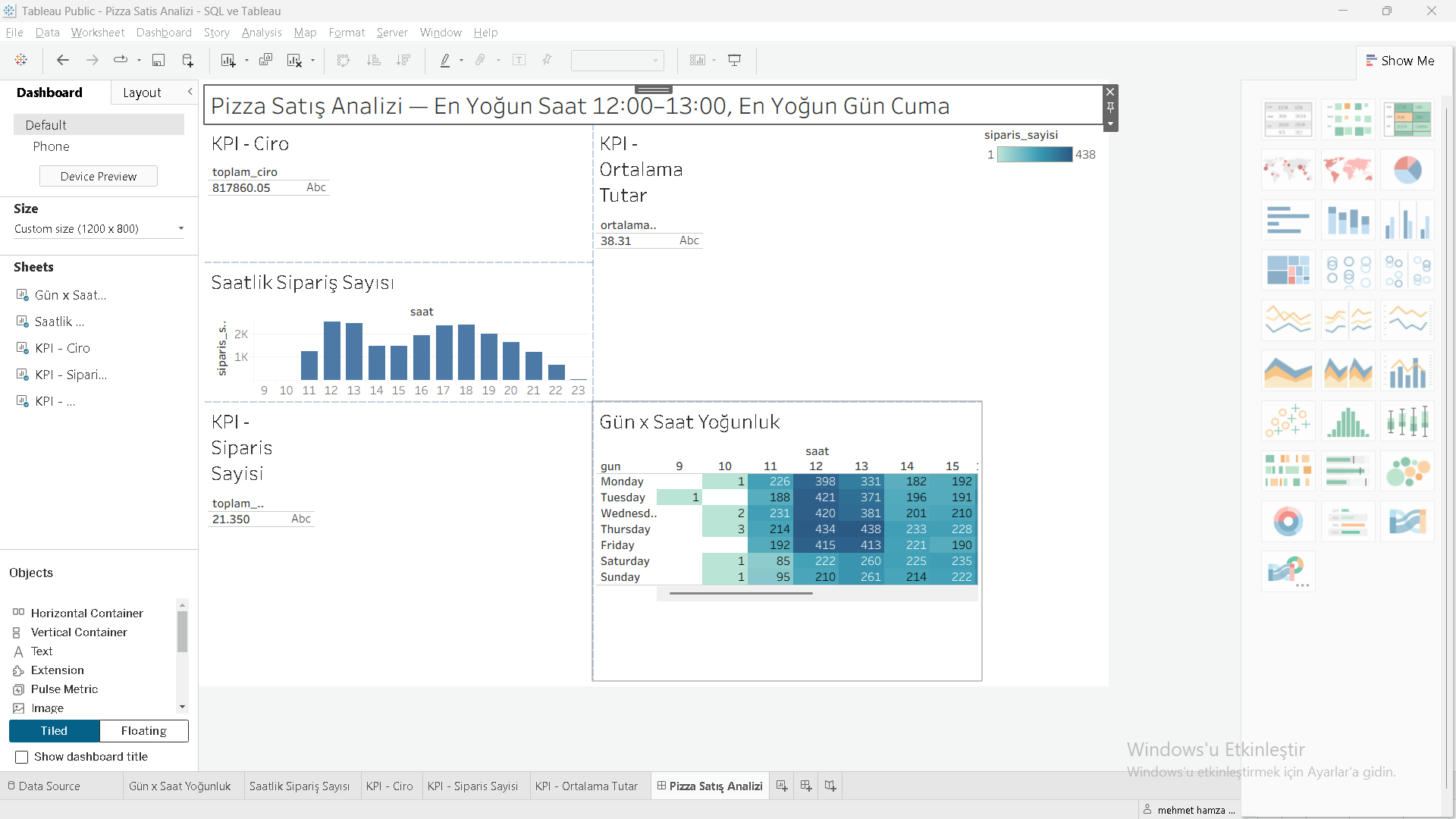 Tableau Public - Pizza Satis Analizi - SQL ve Tableau
File Data Worksheet Dashboard Story Analysis Map Format Server Window Help
Show Me
Dashboard Layout
Default
Phone
Device Preview
Size
Custom size (1200 x 800)
Sheets
Gün x Saat...
Saatlik ...
KPI - Ciro
KPI - Sipari...
KPI - ...
Objects
Horizontal Container
Vertical Container
Text
Extension
Pulse Metric
Image
Tiled Floating
Show dashboard title
Pizza Satış Analizi — En Yoğun Saat 12:00–13:00, En Yoğun Gün Cuma
KPI - Ciro
toplam_ciro
817860.05 Abc
KPI -
Ortalama
Tutar
ortalama..
38.31 Abc
siparis_sayisi
1 438
Saatlik Sipariş Sayısı
saat
siparis_s..
2K
1K
9 10 11 12 13 14 15 16 17 18 19 20 21 22 23
KPI -
Siparis
Sayisi
toplam_..
21.350 Abc
Gün x Saat Yoğunluk
saat
gun 9 10 11 12 13 14 15
Monday 1 226 398 331 182 192
Tuesday 1 188 421 371 196 191
Wednesd.. 2 231 420 381 201 210
Thursday 3 214 434 438 233 228
Friday 192 415 413 221 190
Saturday 1 85 222 260 225 235
Sunday 1 95 210 261 214 222
Windows'u Etkinleştir
Windows'u etkinleştirmek için Ayarlar'a gidin.
Data Source Gün x Saat Yoğunluk Saatlik Sipariş Sayısı KPI - Ciro KPI - Siparis Sayisi KPI - Ortalama Tutar Pizza Satış Analizi
mehmet hamza ...